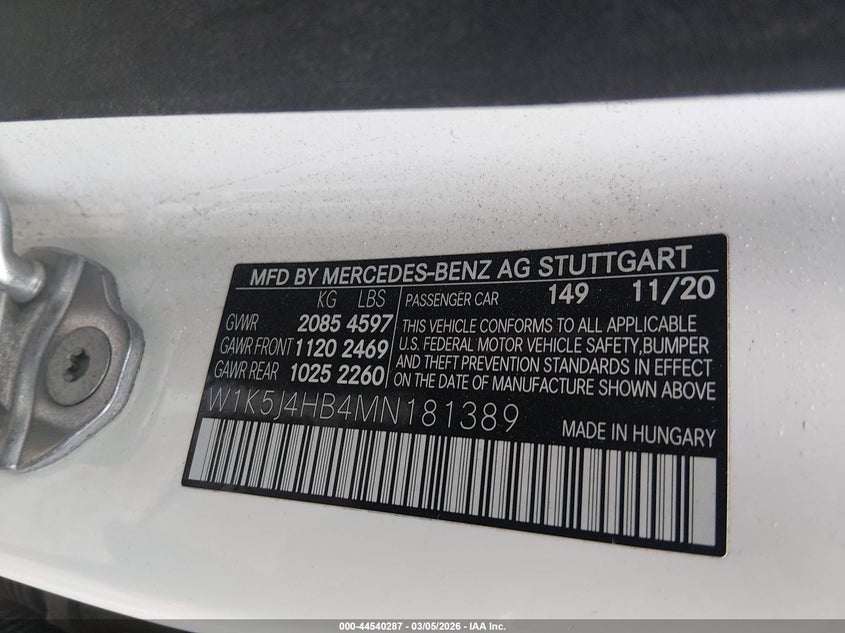 MFD BY MERCEDES-BENZ AG STUTTGART
KG LBS
GVWR 2085 4597
GAWR FRONT 1120 2469
GAWR REAR 1025 2260
PASSENGER CAR 149 11/20
THIS VEHICLE CONFORMS TO ALL APPLICABLE
U.S. FEDERAL MOTOR VEHICLE SAFETY,BUMPER
AND THEFT PREVENTION STANDARDS IN EFFECT
ON THE DATE OF MANUFACTURE SHOWN ABOVE
W1K5J4HB4MN181389
MADE IN HUNGARY
000-44540287 - 03/05/2026 - IAA Inc.